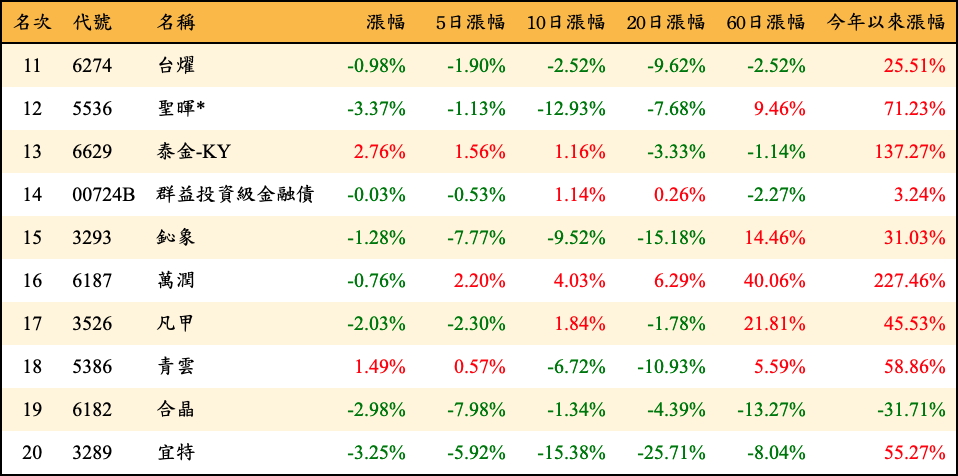 名次 代號 名稱 漲幅 5日漲幅 10日漲幅 20日漲幅 60日漲幅 今年以來漲幅
11 6274 台燿 -0.98% -1.90% -2.52% -9.62% -2.52% 25.51%
12 5536 聖暉* -3.37% -1.13% -12.93% -7.68% 9.46% 71.23%
13 6629 泰金-KY 2.76% 1.56% 1.16% -3.33% -1.14% 137.27%
14 00724B 群益投資級金融債 -0.03% -0.53% 1.14% 0.26% -2.27% 3.24%
15 3293 鈊象 -1.28% -7.77% -9.52% -15.18% 14.46% 31.03%
16 6187 萬潤 -0.76% 2.20% 4.03% 6.29% 40.06% 227.46%
17 3526 凡甲 -2.03% -2.30% 1.84% -1.78% 21.81% 45.53%
18 5386 青雲 1.49% 0.57% -6.72% -10.93% 5.59% 58.86%
19 6182 合晶 -2.98% -7.98% -1.34% -4.39% -13.27% -31.71%
20 3289 宜特 -3.25% -5.92% -15.38% -25.71% -8.04% 55.27%